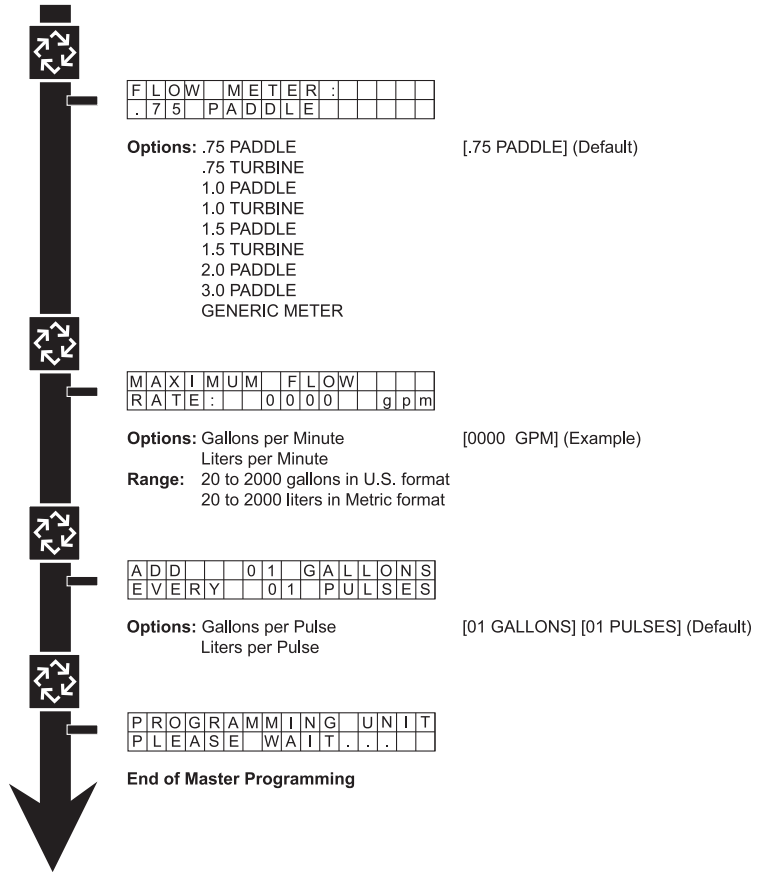 FLOW METER:
.75 PADDLE
Options: .75 PADDLE [.75 PADDLE] (Default)
.75 TURBINE
1.0 PADDLE
1.0 TURBINE
1.5 PADDLE
1.5 TURBINE
2.0 PADDLE
3.0 PADDLE
GENERIC METER
MAXIMUM FLOW
RATE: 0000 gpm
Options: Gallons per Minute [0000 GPM] (Example)
Liters per Minute
Range: 20 to 2000 gallons in U.S. format
20 to 2000 liters in Metric format
ADD 01 GALLONS
EVERY 01 PULSES
Options: Gallons per Pulse [01 GALLONS] [01 PULSES] (Default)
Liters per Pulse
PROGRAMMING UNIT
PLEASE WAIT...
End of Master Programming